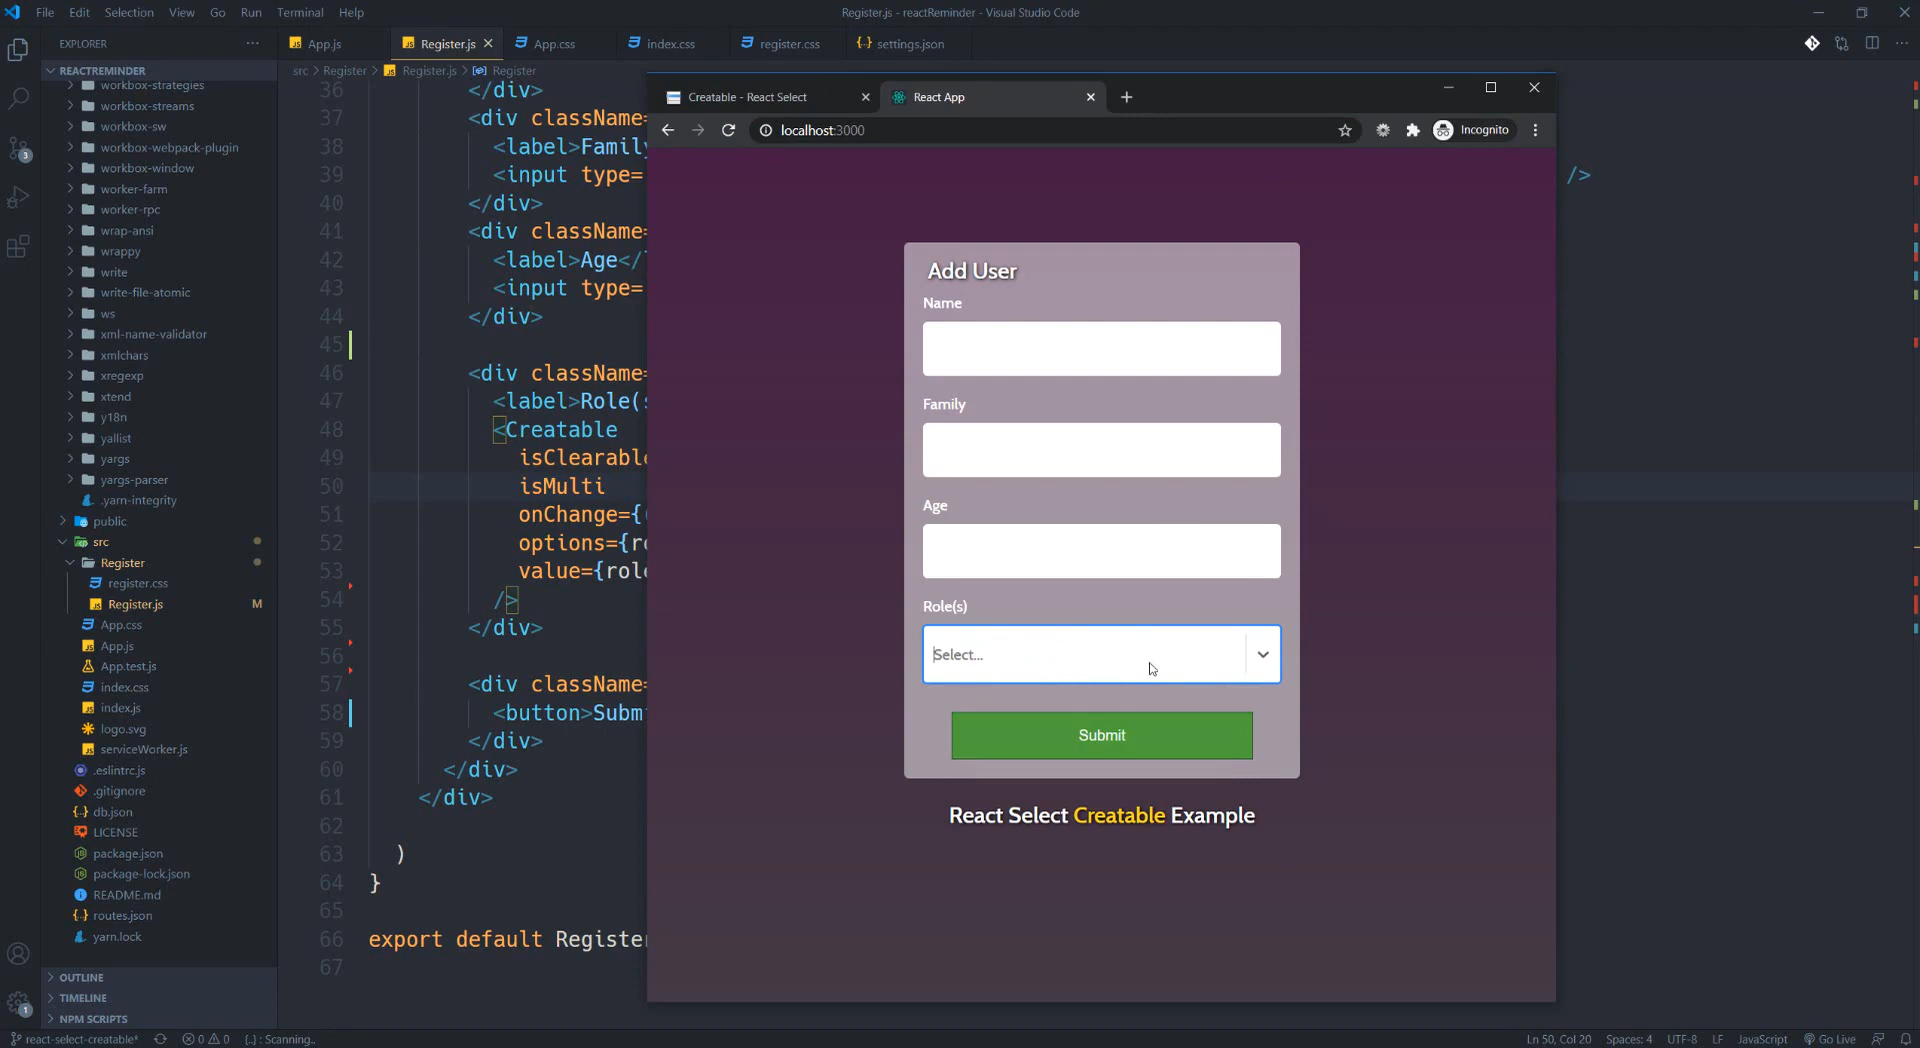 File Edit Selection View Go Run Terminal Help
Register.js - reactReminder - Visual Studio Code
EXPLORER
App.js
Register.js
App.css
index.css
register.css
settings.json
src > Register > Register.js > Register
REACTREMINDER
workbox-strategies
workbox-streams
workbox-sw
workbox-webpack-plugin
workbox-window
worker-farm
worker-rpc
wrap-ansi
wrappy
write
write-file-atomic
ws
xml-name-validator
xmlchars
xregexp
xtend
y18n
yallist
yargs
yargs-parser
.yarn-integrity
public
src
Register
register.css
Register.js M
App.css
App.js
App.test.js
index.css
index.js
logo.svg
serviceWorker.js
.eslintrc.js
.gitignore
db.json
LICENSE
package.json
package-lock.json
README.md
routes.json
yarn.lock
OUTLINE
TIMELINE
NPM SCRIPTS
3
1
36 </div>
37 <div className=
38 <label>Family
39 <input type= />
40 </div>
41 <div className=
42 <label>Age</
43 <input type=
44 </div>
45
46 <div className=
47 <label>Role(s
48 <Creatable
49 isClearable
50 isMulti
51 onChange={
52 options={ro
53 value={role
54 />
55 </div>
56
57 <div className=
58 <button>Subm
59 </div>
60 </div>
61 </div>
62
63 )
64 }
65
66 export default Register
67
Creatable - React Select
React App
localhost:3000
Incognito
Add User
Name
Family
Age
Role(s)
Select...
Submit
React Select Creatable Example
react-select-creatable* 0 0 {..} : Scanning..
Ln 50, Col 20 Spaces: 4 UTF-8 LF JavaScript Go Live